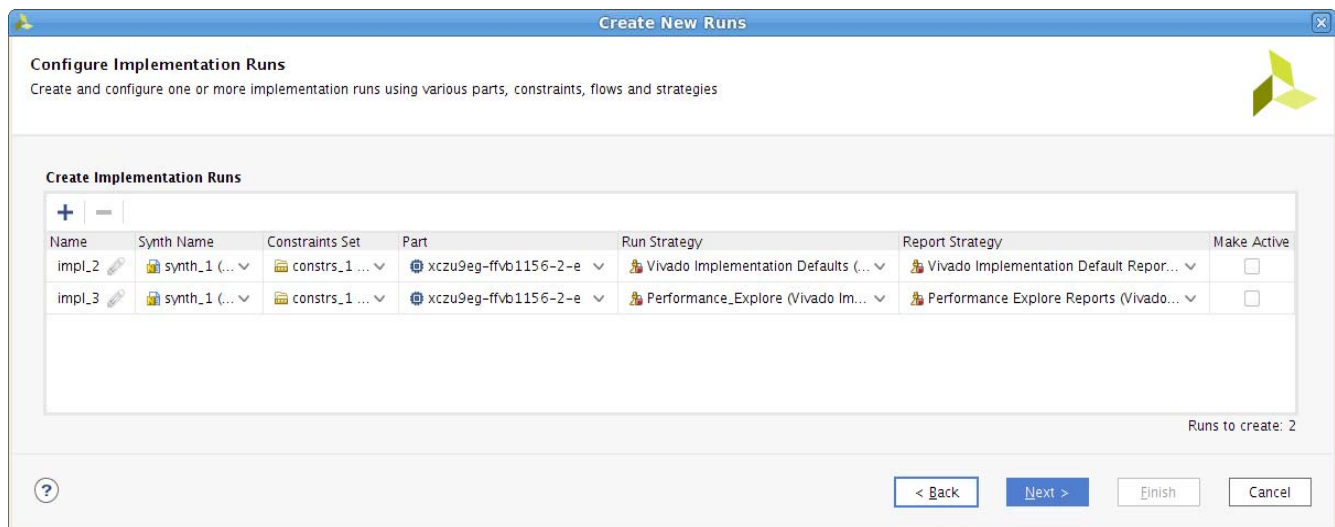 Create New Runs
Configure Implementation Runs
Create and configure one or more implementation runs using various parts, constraints, flows and strategies
Create Implementation Runs
Name Synth Name Constraints Set Part Run Strategy Report Strategy Make Active
impl_2 synth_1 (... constrs_1 ... xczu9eg-ffvb1156-2-e Vivado Implementation Defaults (... Vivado Implementation Default Repor...
impl_3 synth_1 (... constrs_1 ... xczu9eg-ffvb1156-2-e Performance_Explore (Vivado Im... Performance Explore Reports (Vivado...
Runs to create: 2
? < Back Next > Finish Cancel